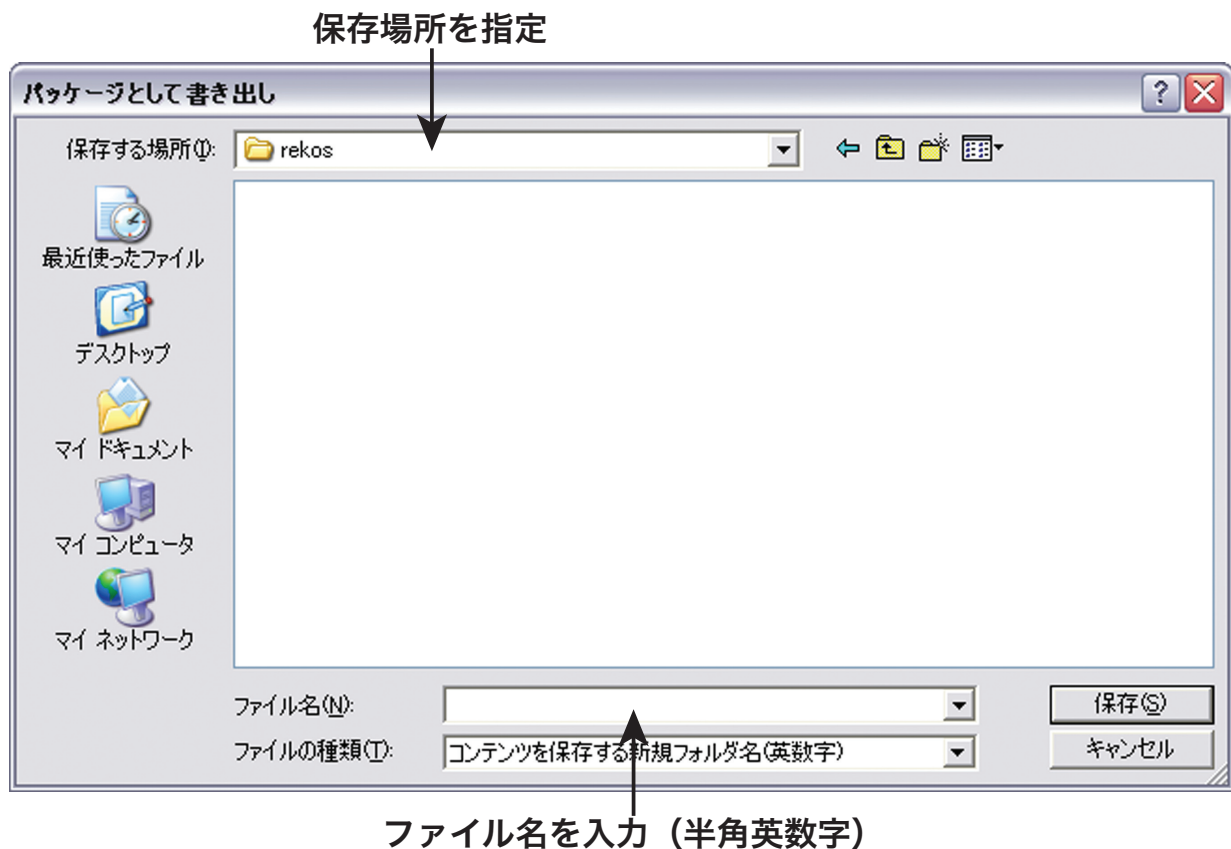 保存場所を指定
パッケージとして書き出し
保存する場所(I):
rekos
最近使ったファイル
デスクトップ
マイ ドキュメント
マイ コンピュータ
マイ ネットワーク
ファイル名(N):
保存(S)
ファイルの種類(T):
コンテンツを保存する新規フォルダ名(英数字)
キャンセル
ファイル名を入力（半角英数字）